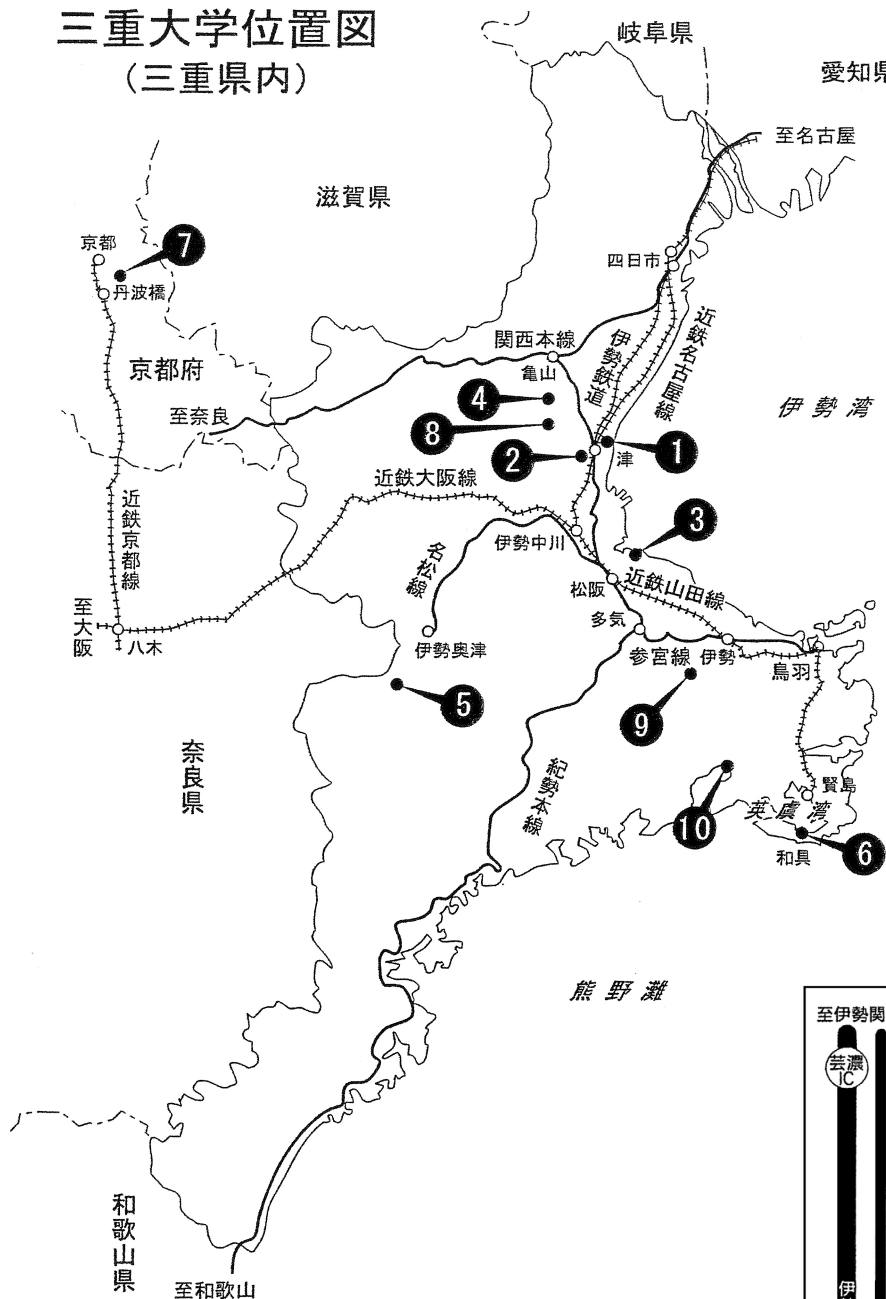 三重大学位置図
(三重県内)
岐阜県
愛知県
至名古屋
滋賀県
7
京都
丹波橋
四日市
京都府
関西本線
亀山
伊勢鉄道
近鉄名古屋線
伊勢湾
至奈良
4
8
2
津
1
近鉄大阪線
近鉄京都線
伊勢中川
3
名松線
松阪
近鉄山田線
至大阪
八木
伊勢奥津
多気
参宮線
伊勢
鳥羽
5
9
奈良県
紀勢本線
賢島
英虞湾
10
和具
6
熊野灘
至伊勢関
芸濃
IC
伊
和歌山県
至和歌山